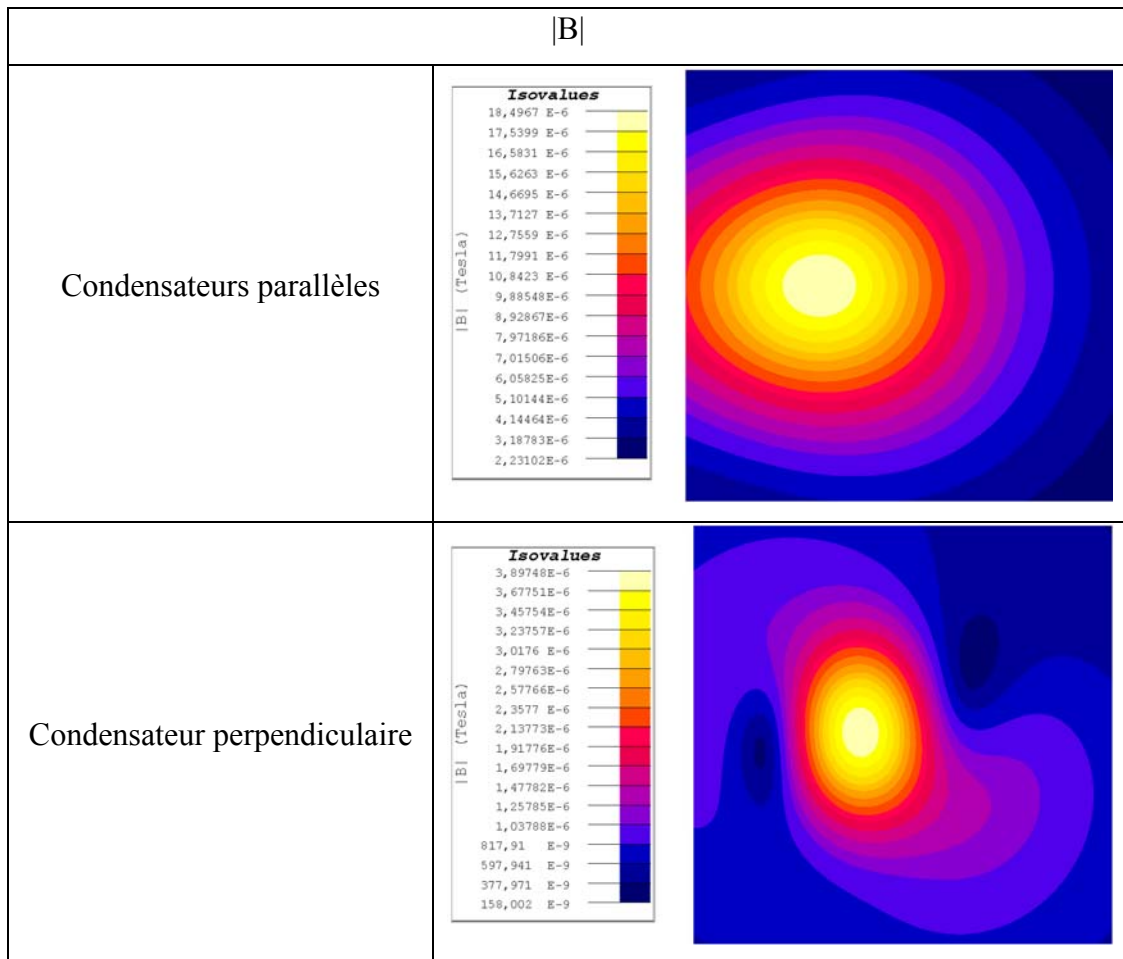 |B|
Condensateurs parallèles
Isovalues
18,4967 E-6
17,5399 E-6
16,5831 E-6
15,6263 E-6
14,6695 E-6
13,7127 E-6
12,7559 E-6
11,7991 E-6
10,8423 E-6
9,88548E-6
8,92867E-6
7,97186E-6
7,01506E-6
6,05825E-6
5,10144E-6
4,14464E-6
3,18783E-6
2,23102E-6
|B| (Tesla)
Condensateur perpendiculaire
Isovalues
3,89748E-6
3,67751E-6
3,45754E-6
3,23757E-6
3,0176 E-6
2,79763E-6
2,57766E-6
2,3577 E-6
2,13773E-6
1,91776E-6
1,69779E-6
1,47782E-6
1,25785E-6
1,03788E-6
817,91 E-9
597,941 E-9
377,971 E-9
158,002 E-9
|B| (Tesla)